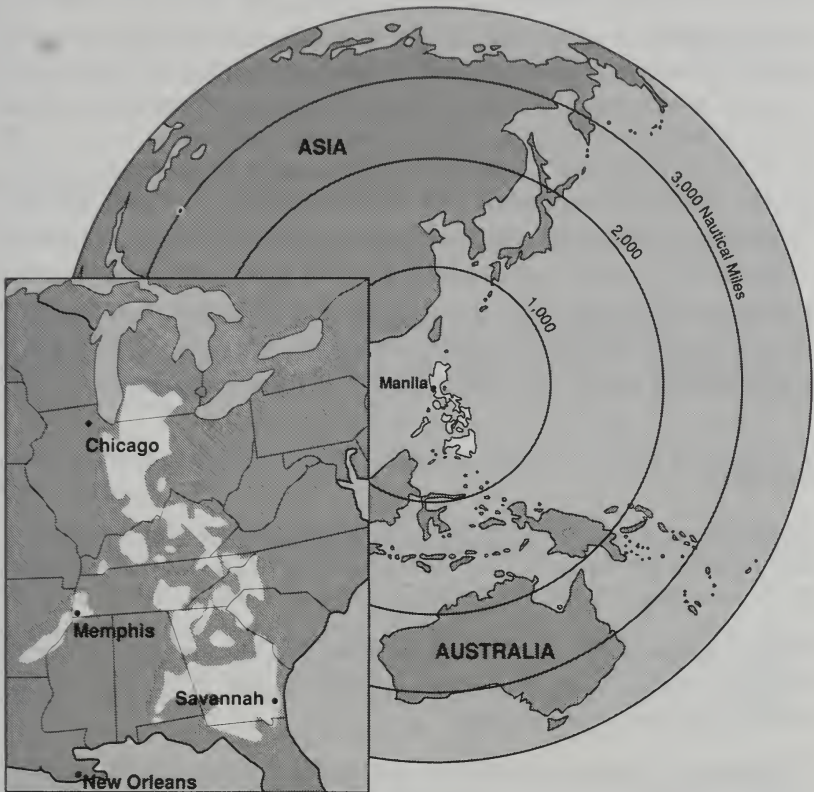 ASIA
3,000 Nautical Miles
2,000
1,000
Manila
Chicago
Memphis
AUSTRALIA
Savannah
New Orleans